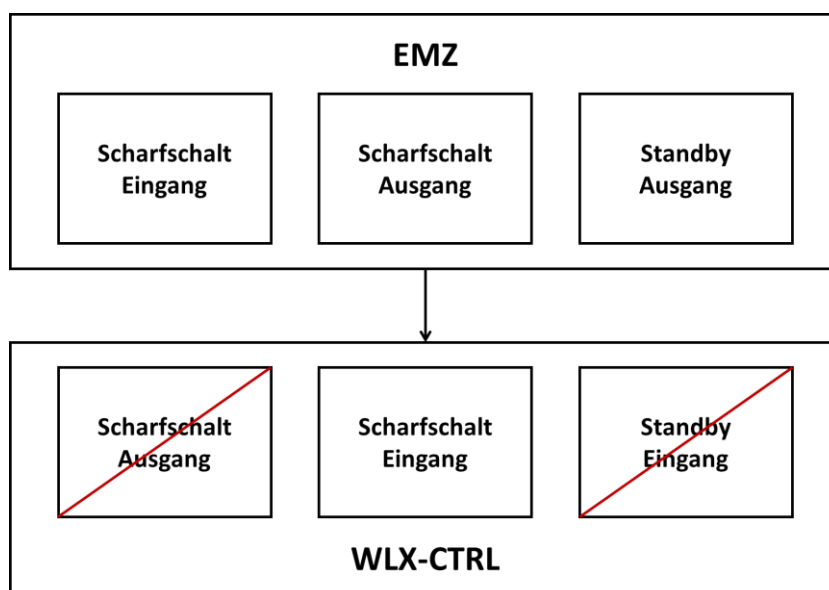 EMZ
Scharfschalt
Eingang
Scharfschalt
Ausgang
Standby
Ausgang
Scharfschalt
Ausgang
Scharfschalt
Eingang
Standby
Eingang
WLX-CTRL